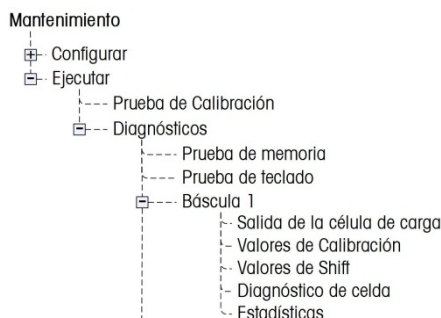 Mantenimiento
Configurar
Ejecutar
Prueba de Calibración
Diagnósticos
Prueba de memoria
Prueba de teclado
Báscula 1
Salida de la célula de carga
Valores de Calibración
Valores de Shift
Diagnóstico de celda
Estadísticas